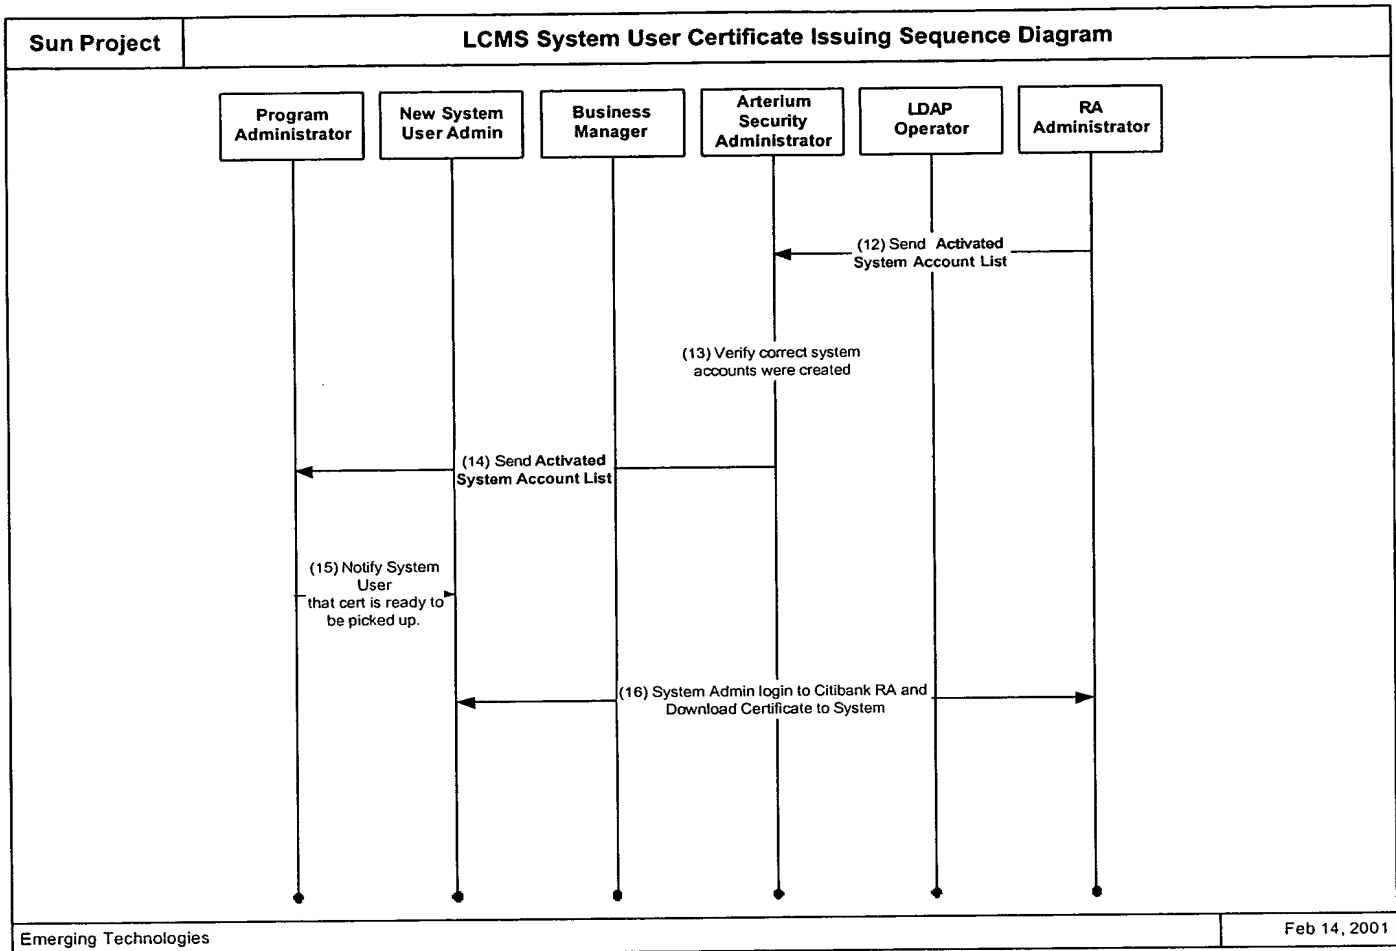 Sun Project
LCMS System User Certificate Issuing Sequence Diagram
Program
Administrator
New System
User Admin
Business
Manager
Arterium
Security
Administrator
LDAP
Operator
RA
Administrator
(12) Send Activated
System Account List
(13) Verify correct system
accounts were created
(14) Send Activated
System Account List
(15) Notify System
User
that cert is ready to
be picked up.
(16) System Admin login to Citibank RA and
Download Certificate to System
Emerging Technologies
Feb 14, 2001